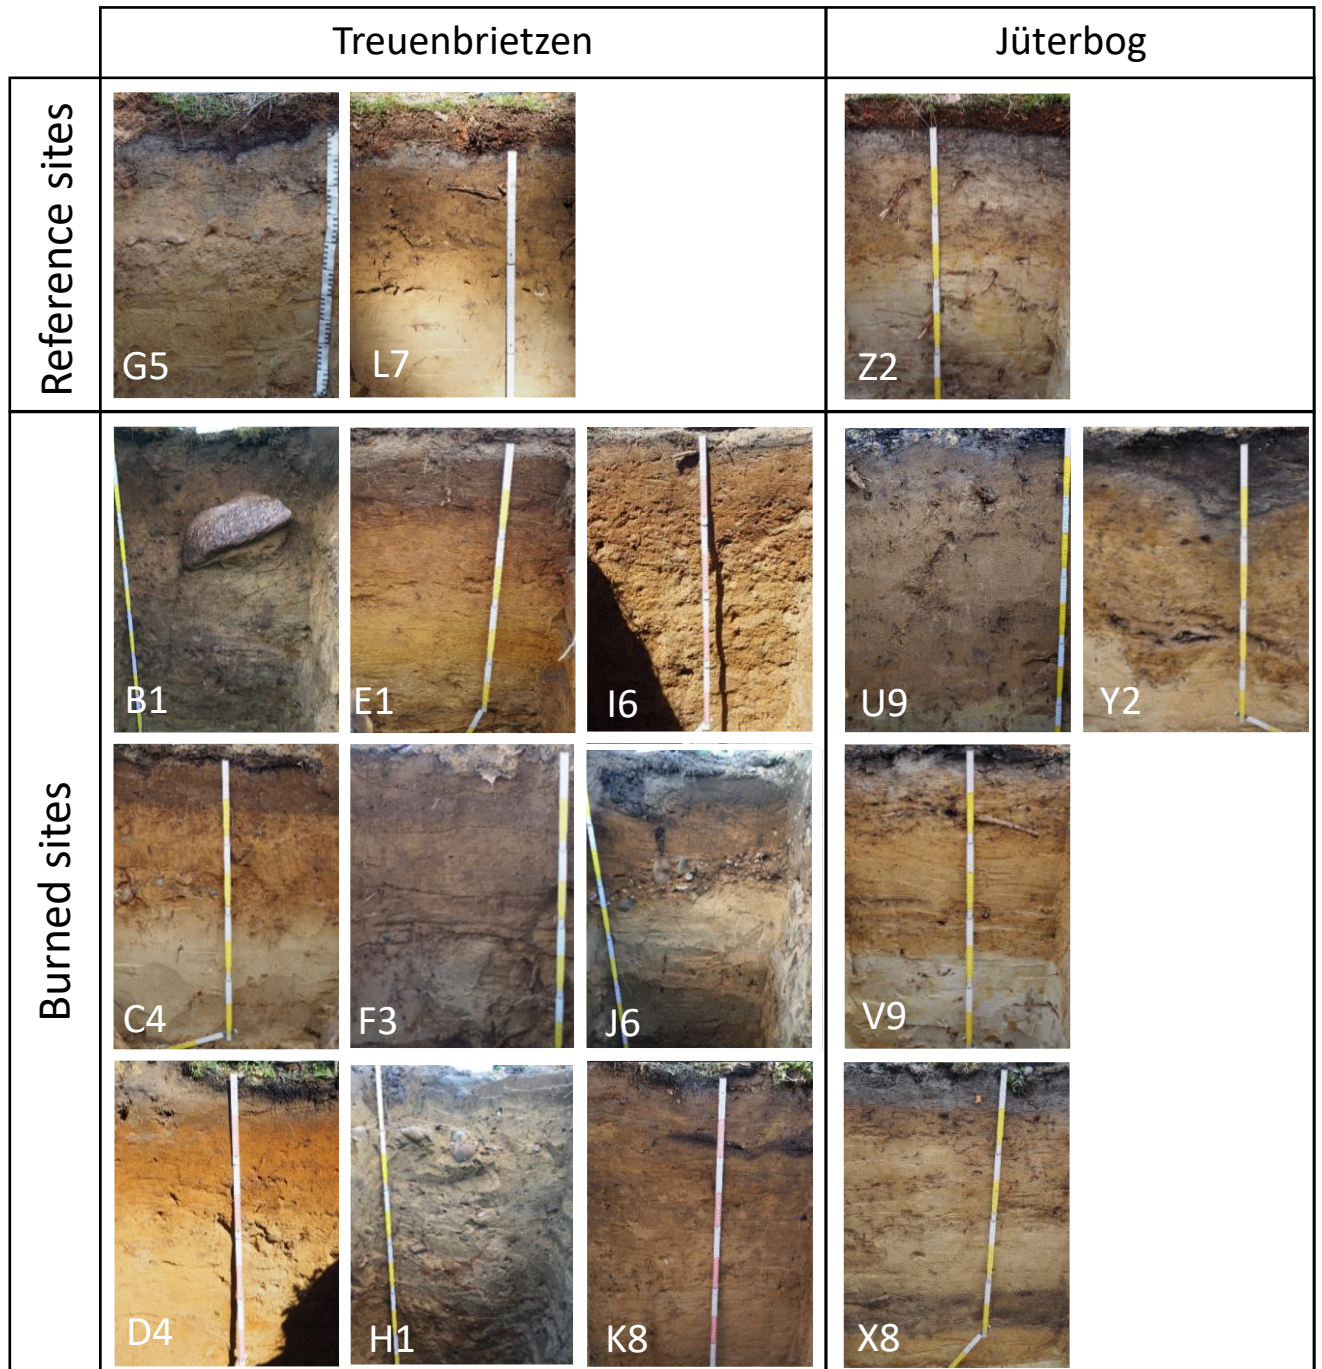 Treuenbrietzen
Jüterbog
Reference sites
G5
L7
Z2
Burned sites
B1
E1
I6
U9
Y2
C4
F3
J6
V9
D4
H1
K8
X8